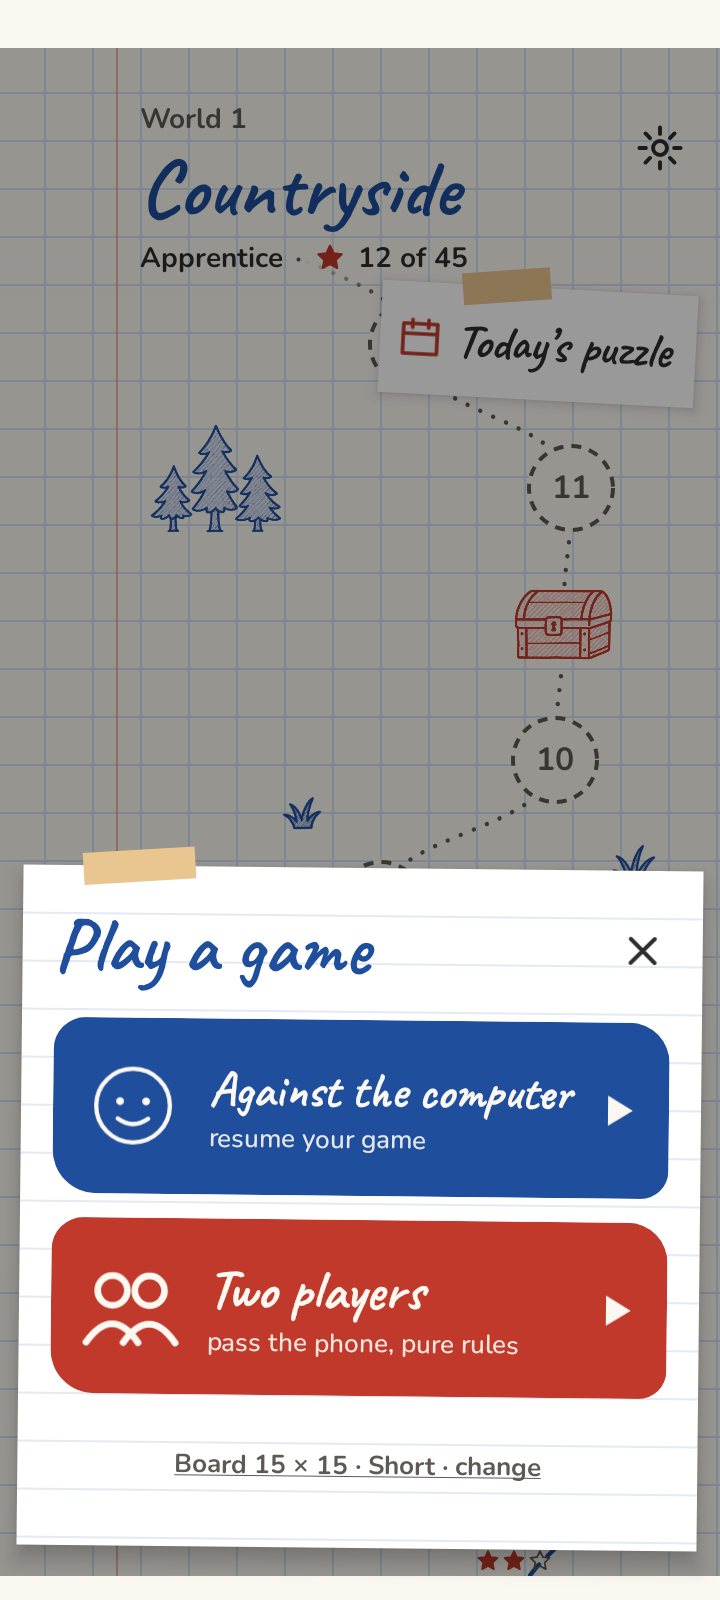 World 1
Countryside
Apprentice · 12 of 45
Today's puzzle
11
10
Play a game
Against the computer
resume your game
Two players
pass the phone, pure rules
Board 15 × 15 · Short · change